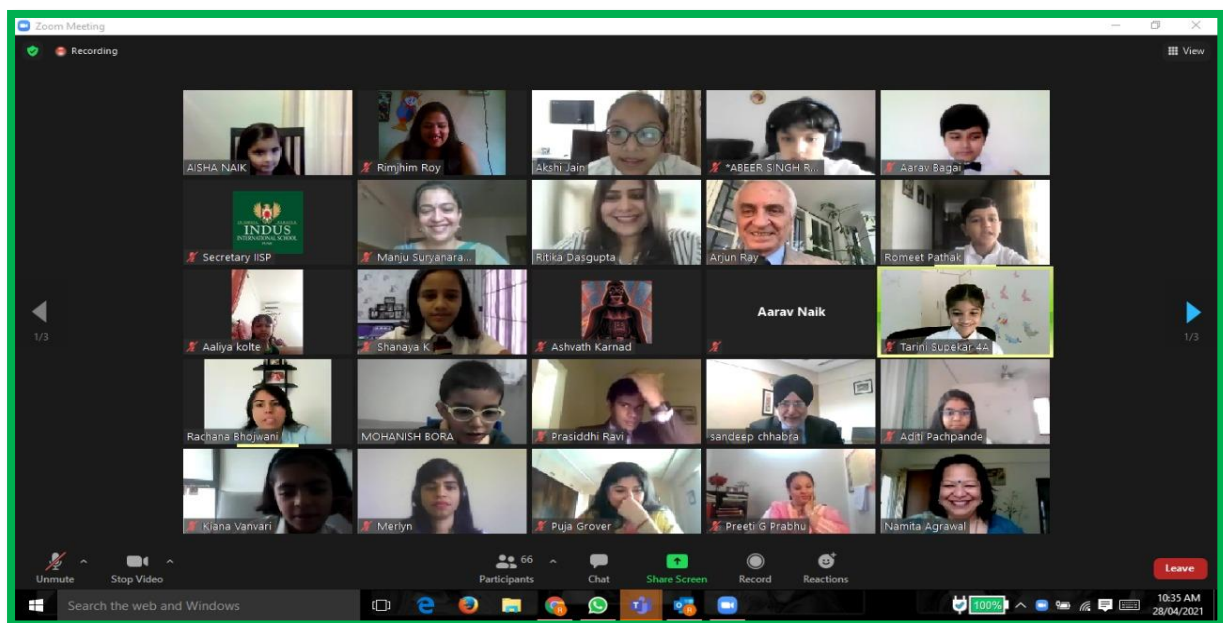 Zoom Meeting
Recording
View
AISHA NAIK
Rimjhim Roy
Akshi Jain
*ABEER SINGH R...
Aarav Bagai
INDUS
INTERNATIONAL SCHOOL
Secretary IISP
Manju Suryanara...
Ritika Dasgupta
Arjun Ray
Romeet Pathak
1/3
Aaliya kolte
Shanaya K
Ashvath Karnad
Aarav Naik
Tarini Supekar 4A
1/3
Rachana Bhojwani
MOHANISH BORA
Prasiddhi Ravi
sandeep chhabra
Aditi Pachpande
Kiana Vanvari
Merlyn
Puja Grover
Preeti G Prabhu
Namita Agrawal
Unmute
Stop Video
66
Participants
Chat
Share Screen
Record
Reactions
Leave
Search the web and Windows
100%
10:35 AM
28/04/2021